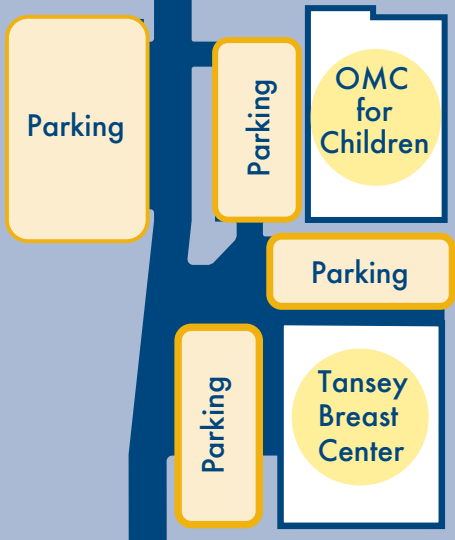 Parking
Parking
OMC
for
Children
Parking
Parking
Tansey
Breast
Center